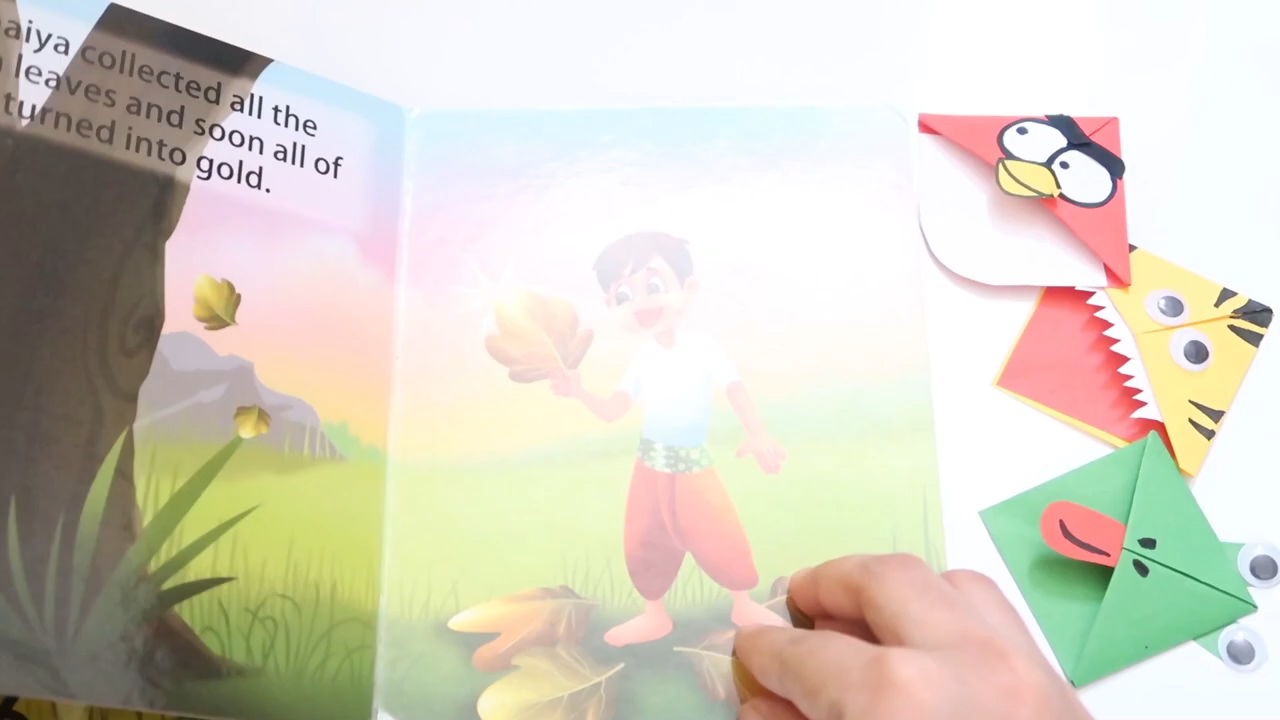 collected all the
leaves and soon all of
turned into gold.